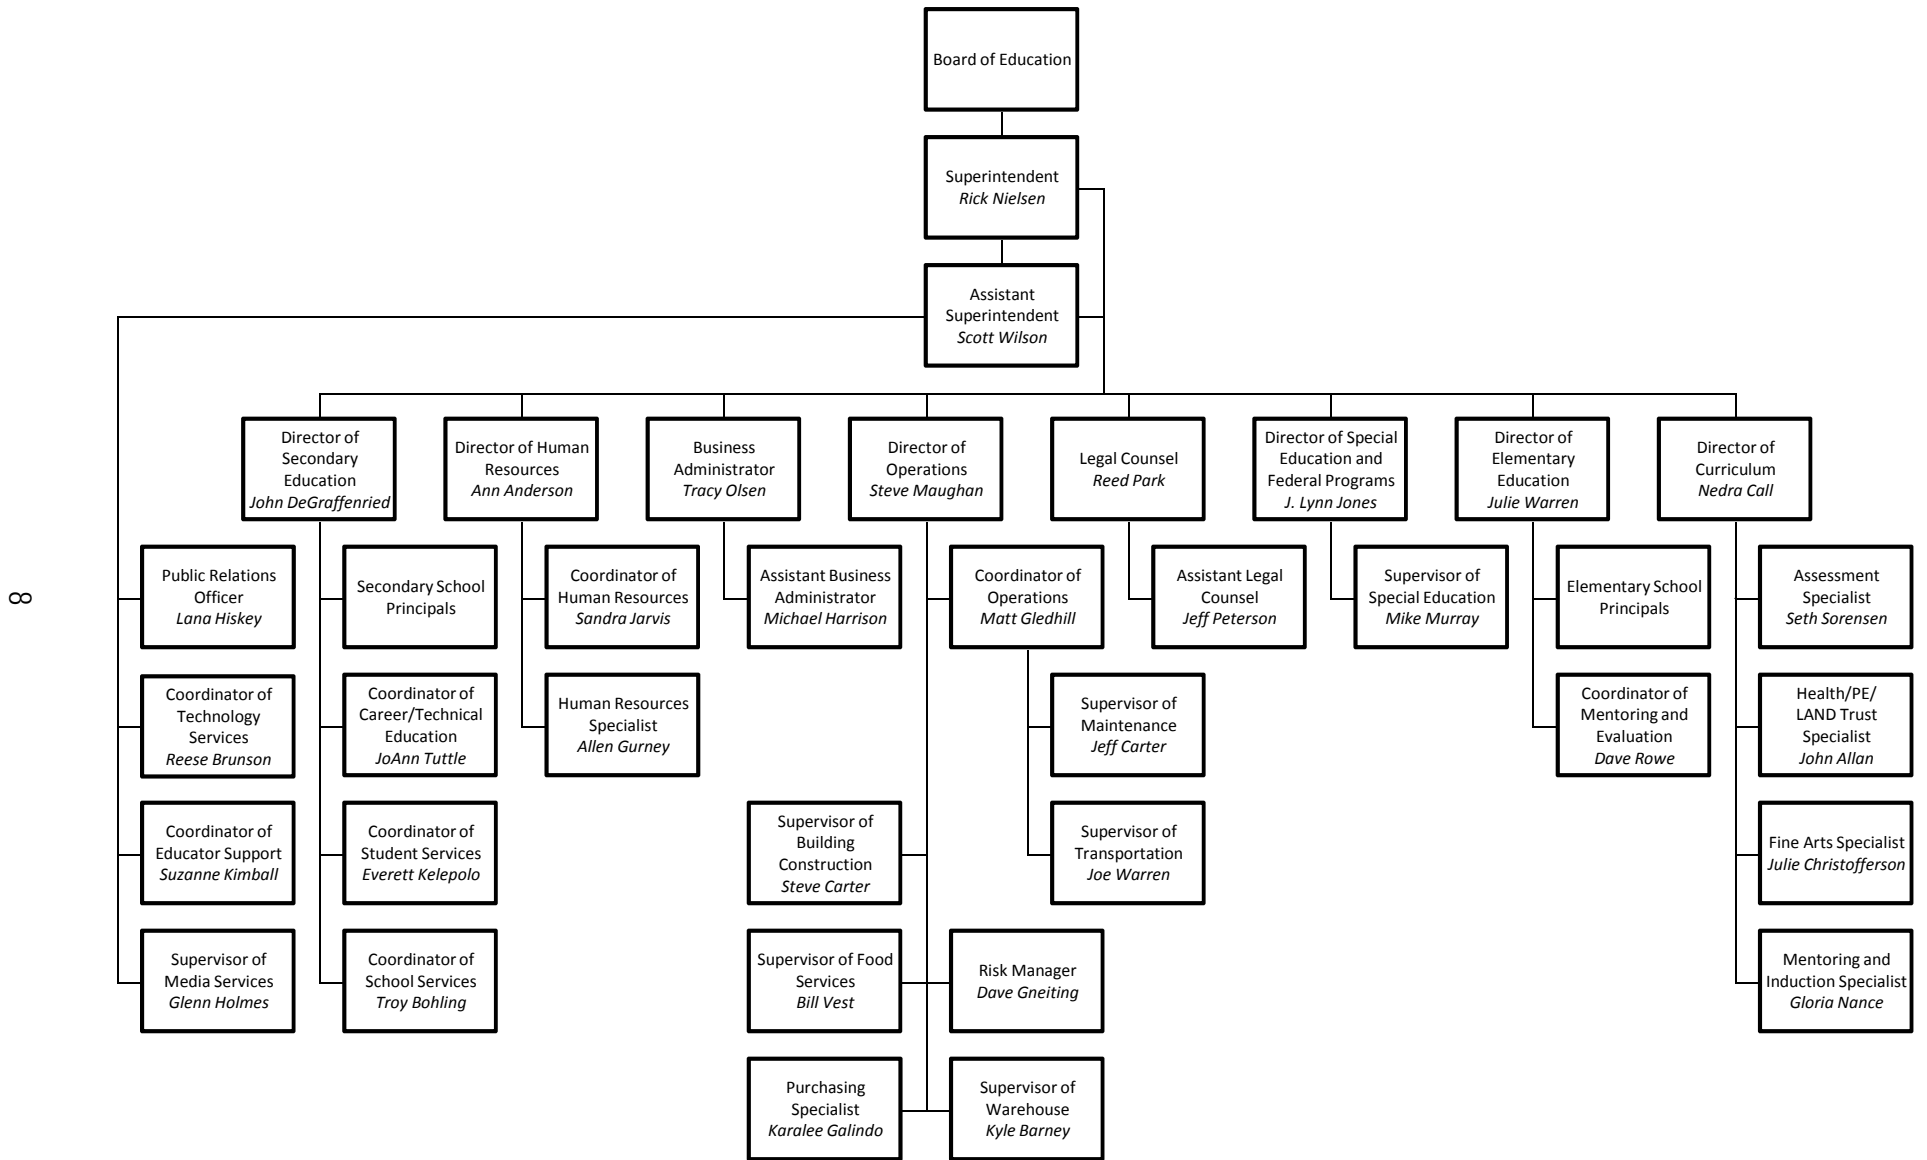 Board of Education
Superintendent
Rick Nielsen
Assistant
Superintendent
Scott Wilson
Director of
Secondary
Education
John DeGraffenried
Director of Human
Resources
Ann Anderson
Business
Administrator
Tracy Olsen
Director of
Operations
Steve Maughan
Legal Counsel
Reed Park
Director of Special
Education and
Federal Programs
J. Lynn Jones
Director of
Elementary
Education
Julie Warren
Director of
Curriculum
Nedra Call
Public Relations
Officer
Lana Hiskey
Secondary School
Principals
Coordinator of
Human Resources
Sandra Jarvis
Assistant Business
Administrator
Michael Harrison
Coordinator of
Operations
Matt Gledhill
Assistant Legal
Counsel
Jeff Peterson
Supervisor of
Special Education
Mike Murray
Elementary School
Principals
Assessment
Specialist
Seth Sorensen
8
Coordinator of
Technology
Services
Reese Brunson
Coordinator of
Career/Technical
Education
JoAnn Tuttle
Human Resources
Specialist
Allen Gurney
Supervisor of
Maintenance
Jeff Carter
Coordinator of
Mentoring and
Evaluation
Dave Rowe
Health/PE/
LAND Trust
Specialist
John Allan
Coordinator of
Educator Support
Suzanne Kimball
Coordinator of
Student Services
Everett Kelepolo
Supervisor of
Building
Construction
Steve Carter
Supervisor of
Transportation
Joe Warren
Fine Arts Specialist
Julie Christofferson
Supervisor of
Media Services
Glenn Holmes
Coordinator of
School Services
Troy Bohling
Supervisor of Food
Services
Bill Vest
Risk Manager
Dave Gneiting
Mentoring and
Induction Specialist
Gloria Nance
Purchasing
Specialist
Karalee Galindo
Supervisor of
Warehouse
Kyle Barney